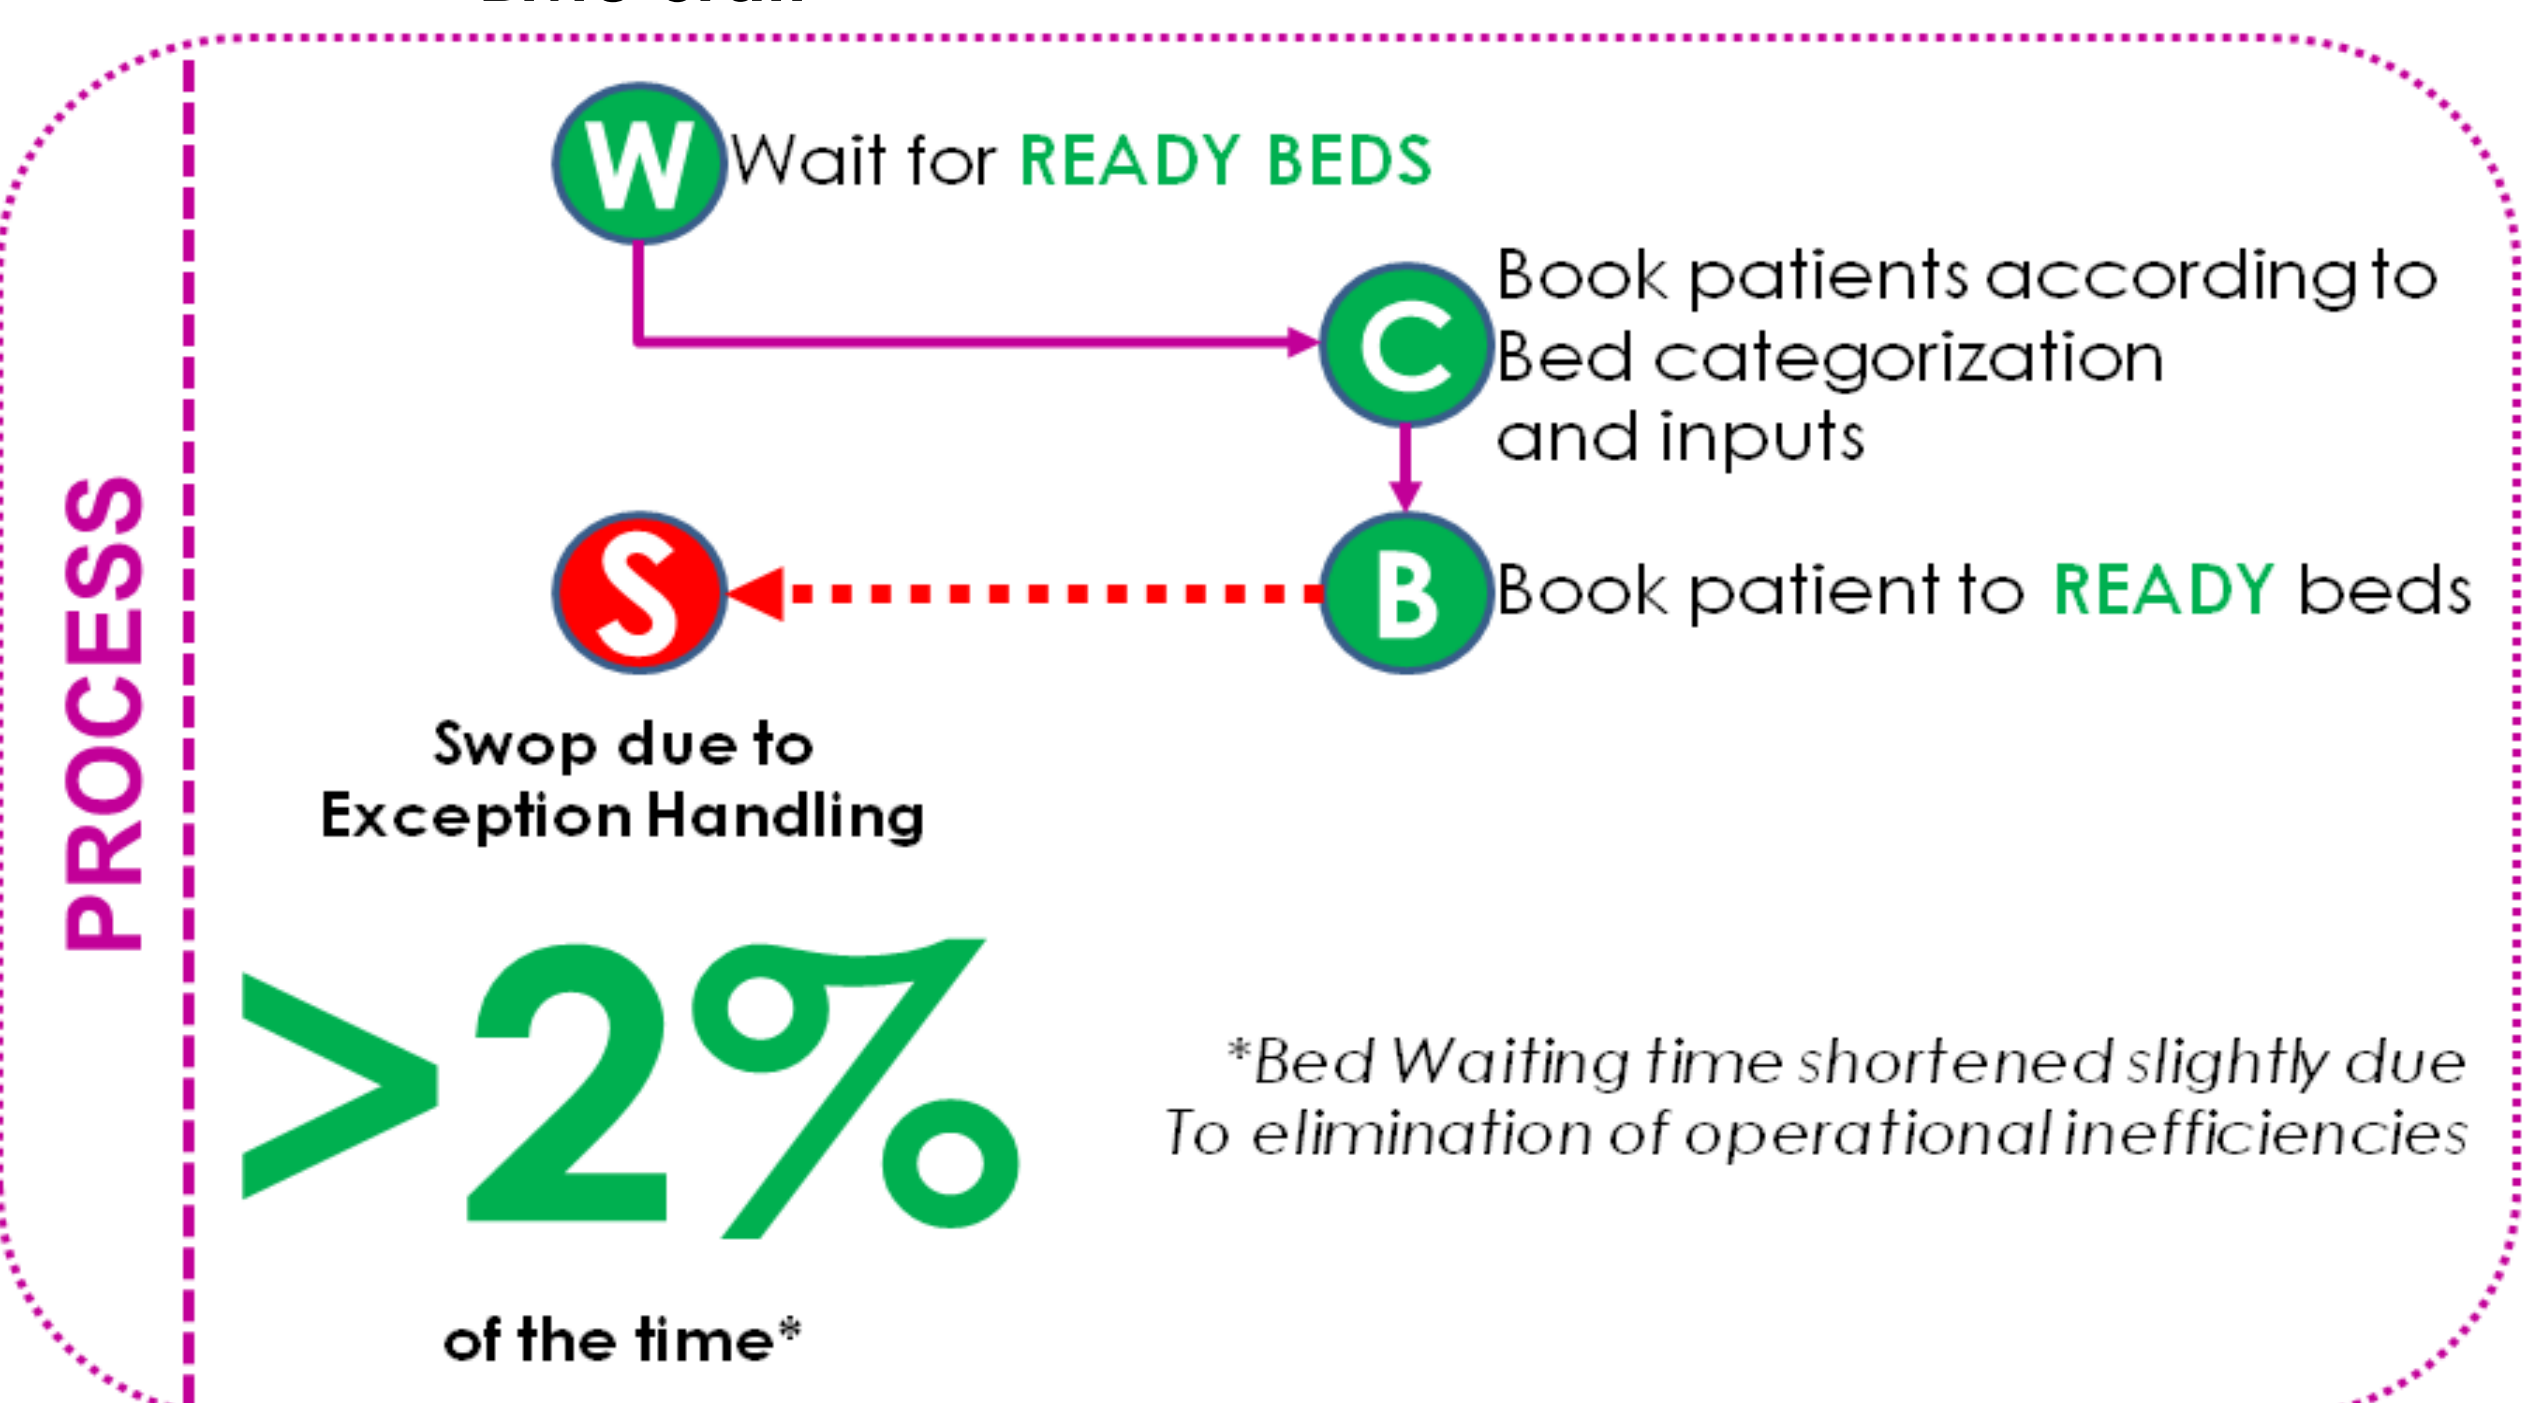 W Wait for READY BEDS
C
Book patients according to
Bed categorization
and inputs
S
B Book patient to READY beds
Swop due to
Exception Handling
PROCESS
>2%
*Bed Waiting time shortened slightly due
To elimination of operational inefficiencies
of the time*